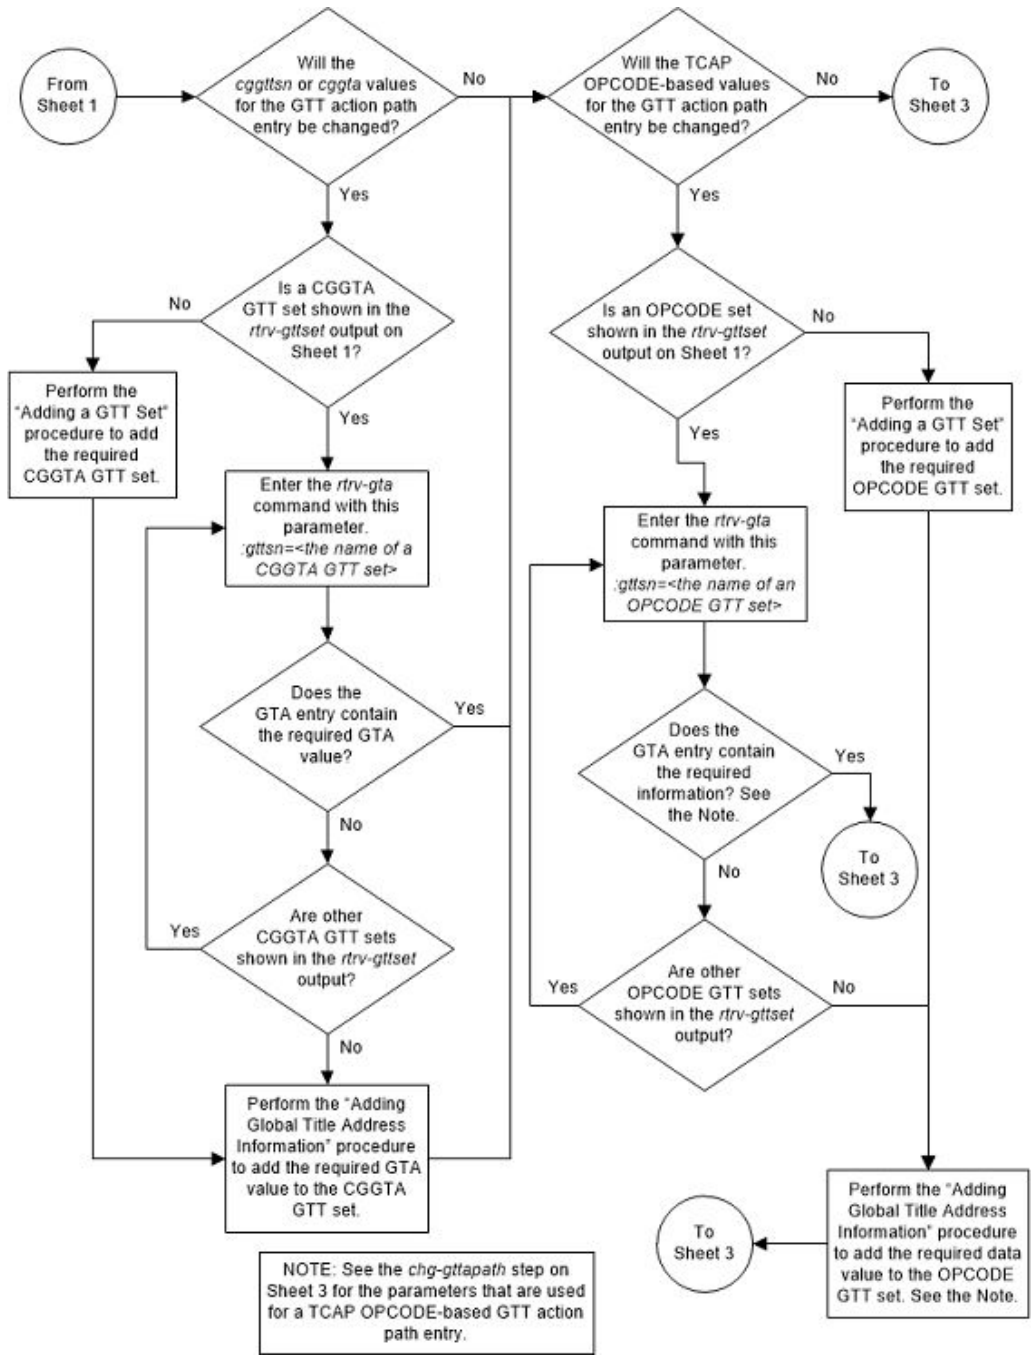 From
Sheet 1
Will the
cggttsn or cggta values
for the GTT action path
entry be changed?
No
Yes
Will the TCAP
OPCODE-based values
for the GTT action path
entry be changed?
No
Yes
To
Sheet 3
Is a CGGTA
GTT set shown in the
rtrv-gttset output on
Sheet 1?
No
Yes
Perform the
"Adding a GTT Set"
procedure to add
the required
CGGTA GTT set.
Enter the rtrv-gta
command with this
parameter.
:gttsn=<the name of a
CGGTA GTT set>
Does the
GTA entry contain
the required GTA
value?
Yes
No
Are other
CGGTA GTT sets
shown in the rtrv-gttset
output?
Yes
No
Perform the "Adding
Global Title Address
Information" procedure
to add the required GTA
value to the CGGTA
GTT set.
Is an OPCODE set
shown in the rtrv-gttset
output on Sheet 1?
No
Yes
Perform the
"Adding a GTT Set"
procedure to add
the required
OPCODE GTT set.
Enter the rtrv-gta
command with this
parameter.
:gttsn=<the name of an
OPCODE GTT set>
Does the
GTA entry contain
the required
information? See
the Note.
Yes
No
To
Sheet 3
Are other
OPCODE GTT sets
shown in the rtrv-gttset
output?
Yes
No
Perform the "Adding
Global Title Address
Information" procedure
to add the required data
value to the OPCODE
GTT set. See the Note.
To
Sheet 3
NOTE: See the chg-gttapath step on
Sheet 3 for the parameters that are used
for a TCAP OPCODE-based GTT action
path entry.